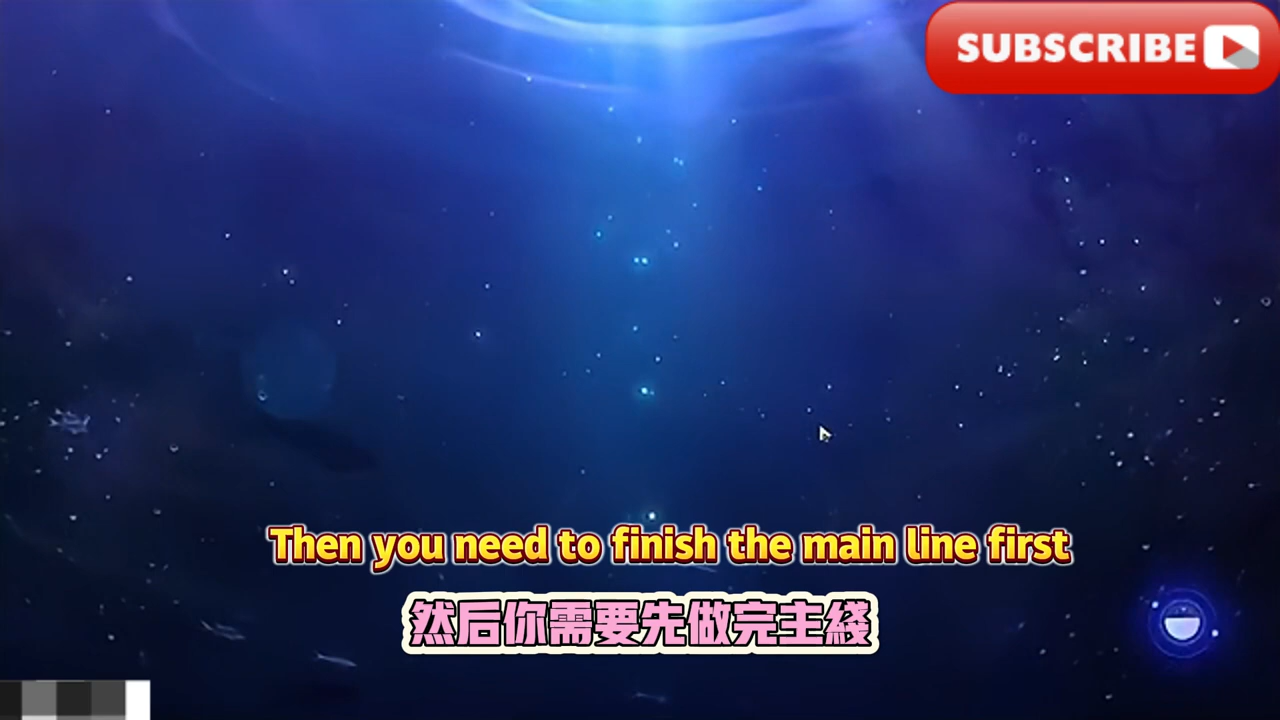 SUBSCRIBE
Then you need to finish the main line first
然后你需要先做完主綫